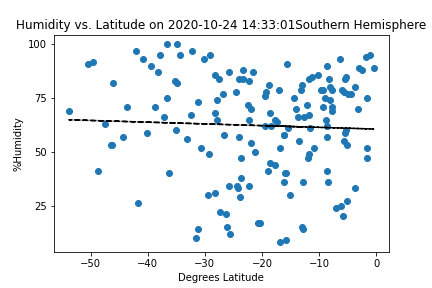 Humidity vs. Latitude on 2020-10-24 14:33:01Southern Hemisphere
100
75
50
25
%Humidity
−50 −40 −30 −20 −10 0
Degrees Latitude